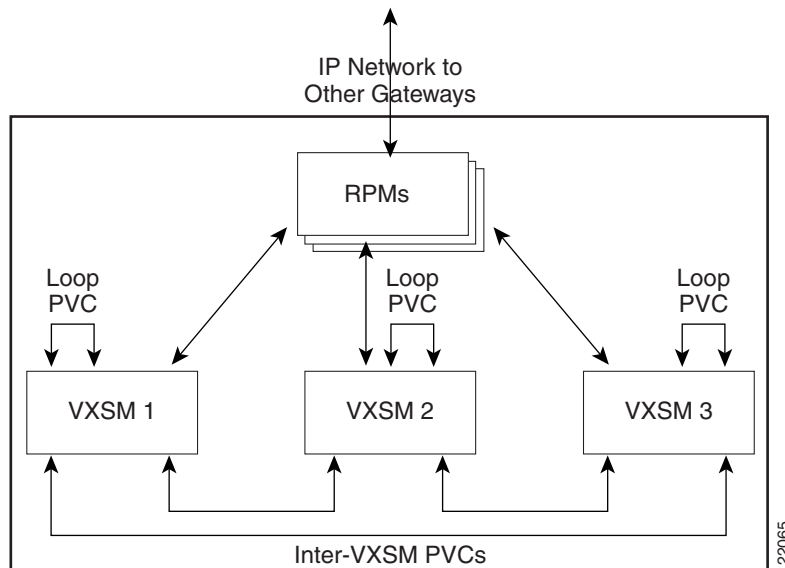 IP Network to
Other Gateways
RPMs
Loop
PVC
Loop
PVC
Loop
PVC
VXSM 1
VXSM 2
VXSM 3
Inter-VXSM PVCs
22065